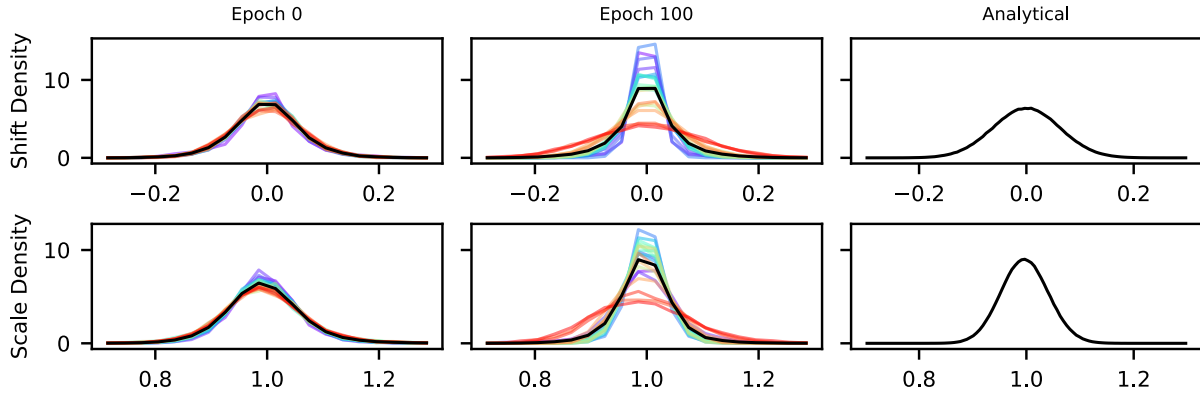 Epoch 0 Epoch 100 Analytical
Shift Density
10
0
−0.2 0.0 0.2 −0.2 0.0 0.2 −0.2 0.0 0.2
Scale Density
10
0
0.8 1.0 1.2 0.8 1.0 1.2 0.8 1.0 1.2